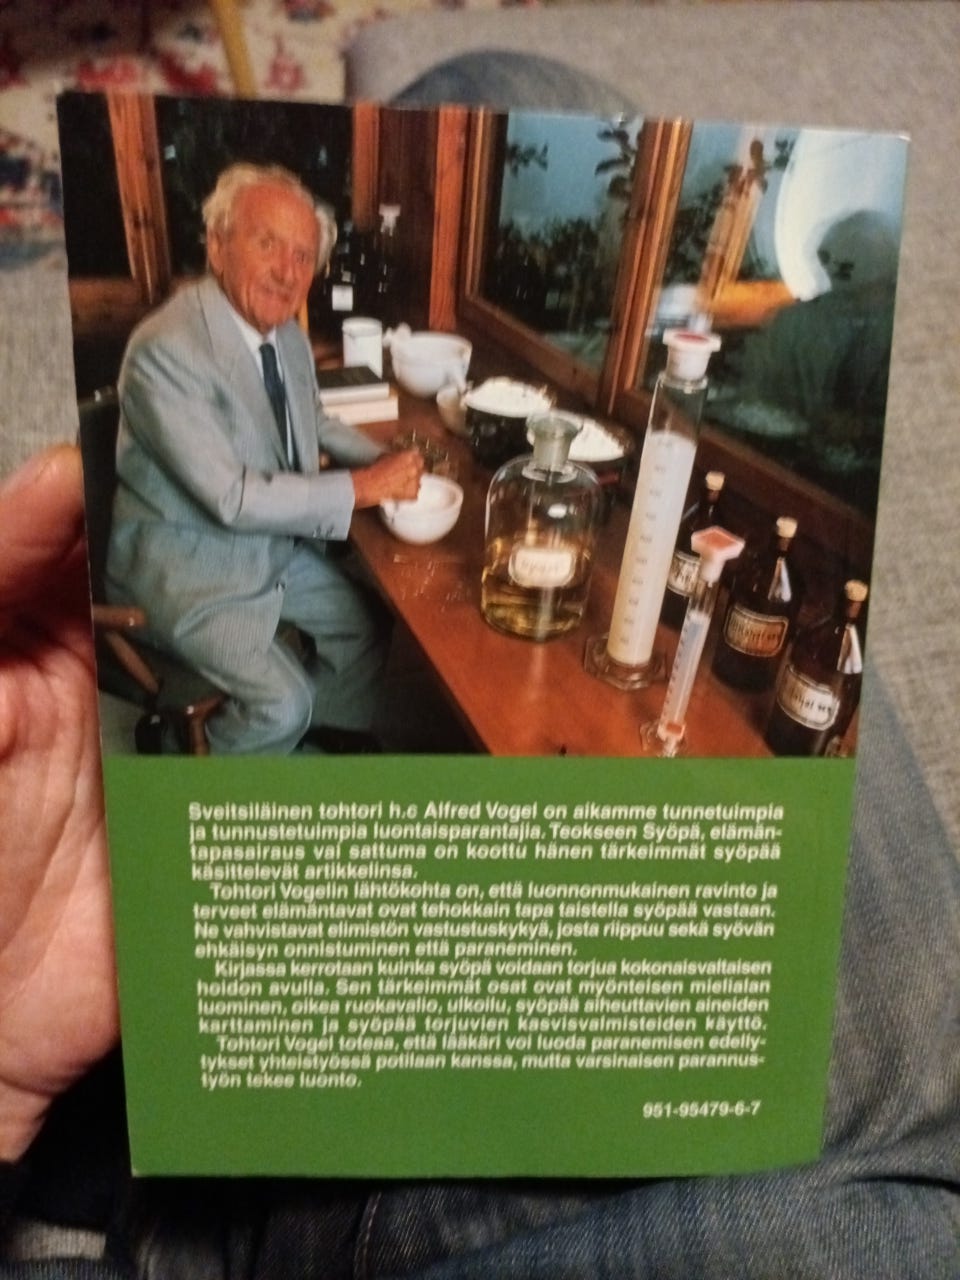 Sveitsiläinen tohtori h.c Alfred Vogel on aikamme tunnetuimpia
ja tunnustetuimpia luontaisparantajia. Teokseen Syöpä, elämän-
tapasairaus vai sattuma on koottu hänen tärkeimmät syöpää
käsittelevät artikkelinsa.
Tohtori Vogelin lähtökohta on, että luonnonmukainen ravinto ja
terveet elämäntavat ovat tehokkain tapa taistella syöpää vastaan.
Ne vahvistavat elimistön vastustuskykyä, josta riippuu sekä syövän
ehkäisyn onnistuminen että paraneminen.
Kirjassa kerrotaan kuinka syöpä voidaan torjua kokonaisvaltaisen
hoidon avulla. Sen tärkeimmät osat ovat myönteisen mielialan
luominen, oikea ruokavalio, ulkoilu, syöpää aiheuttavien aineiden
karttaminen ja syöpää torjuvien kasvisvalmisteiden käyttö.
Tohtori Vogel toteaa, että lääkäri voi luoda paranemisen edelly-
tykset yhteistyössä potilaan kanssa, mutta varsinaisen parannus-
työn tekee luonto.
951-95479-6-7